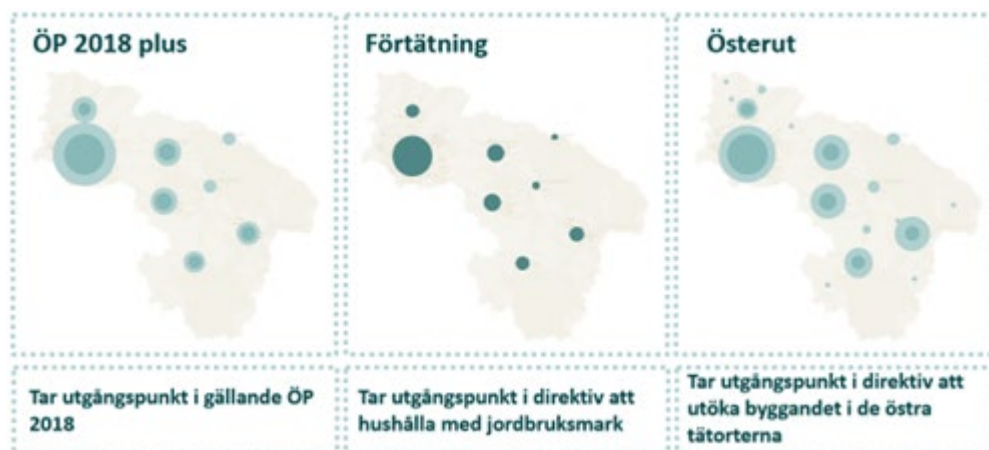 ÖP 2018 plus
Tar utgångspunkt i gällande ÖP
2018
Förtätning
Tar utgångspunkt i direktiv att
hushålla med jordbruksmark
Österut
Tar utgångspunkt i direktiv att
utöka byggandet i de östra
tätorterna